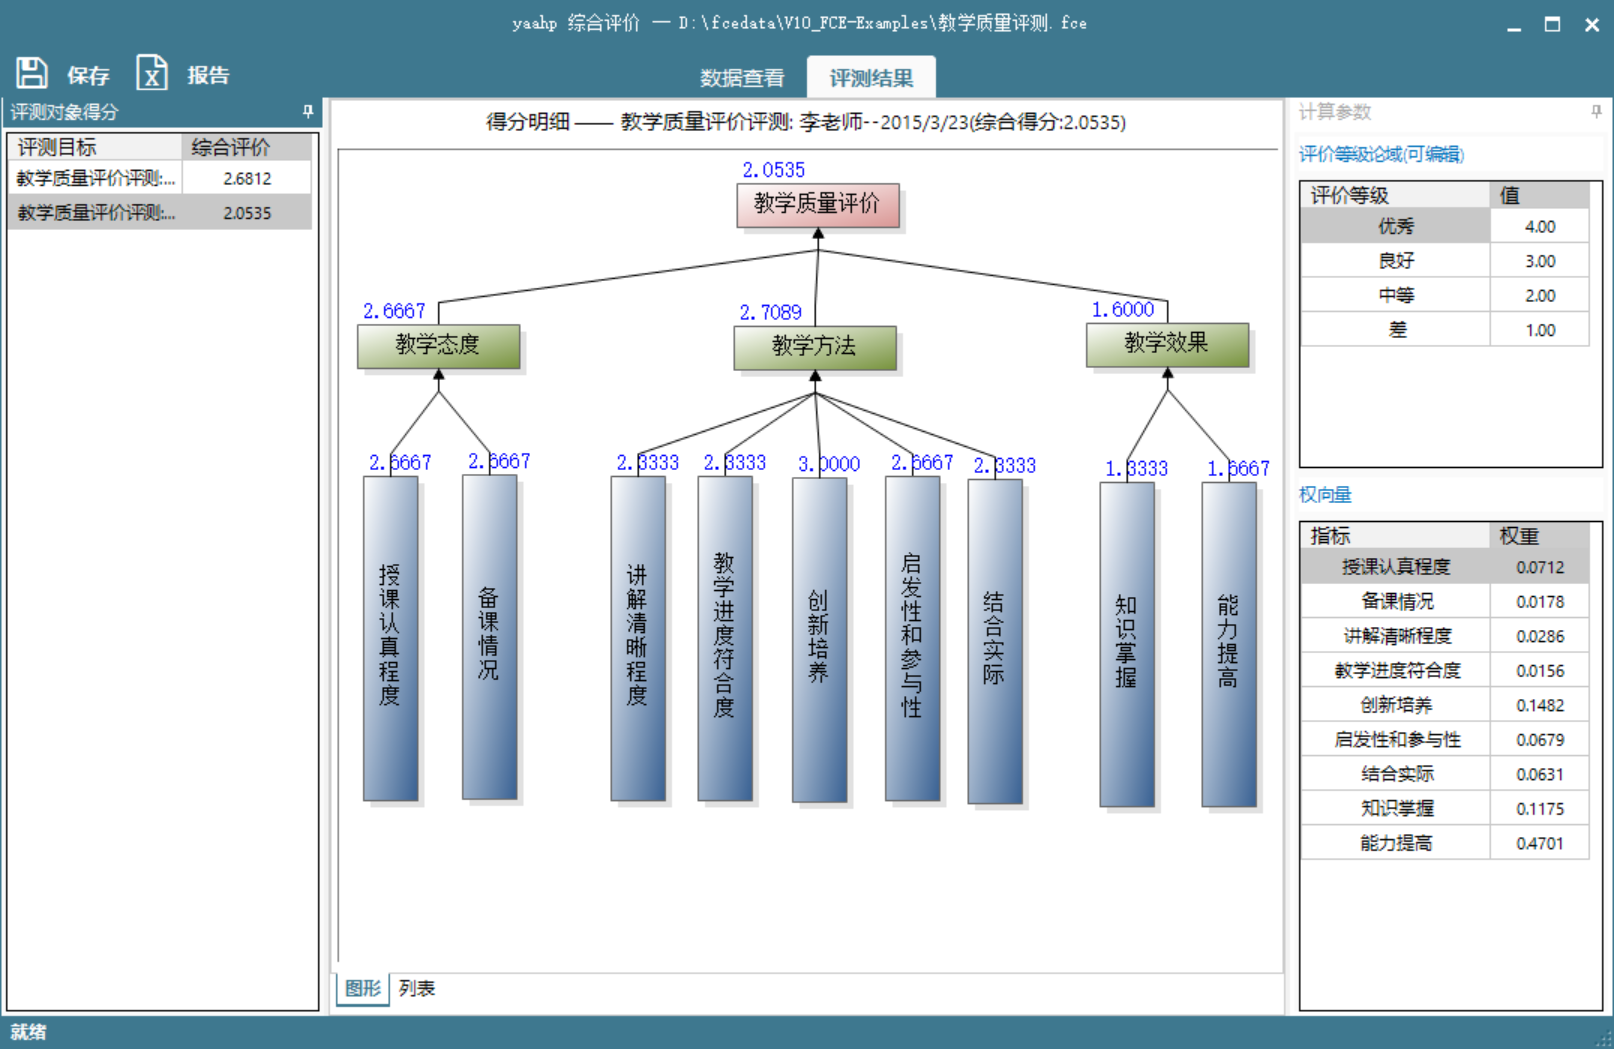 yaahp 综合评价 — D:\fcedata\V10_FCE-Examples\教学质量评测.fce
保存 报告
数据查看 评测结果
评测对象得分
评测目标 综合评价
教学质量评价评测:... 2.6812
教学质量评价评测:... 2.0535
得分明细 —— 教学质量评价评测: 李老师--2015/3/23(综合得分:2.0535)
2.0535
教学质量评价
2.6667 2.7089 1.6000
教学态度 教学方法 教学效果
2.6667 2.6667 2.3333 2.3333 3.0000 2.6667 2.3333 1.3333 1.6667
授课认真程度
备课情况
讲解清晰程度
教学进度符合度
创新培养
启发性和参与性
结合实际
知识掌握
能力提高
图形 列表
计算参数
评价等级论域(可编辑)
评价等级 值
优秀 4.00
良好 3.00
中等 2.00
差 1.00
权向量
指标 权重
授课认真程度 0.0712
备课情况 0.0178
讲解清晰程度 0.0286
教学进度符合度 0.0156
创新培养 0.1482
启发性和参与性 0.0679
结合实际 0.0631
知识掌握 0.1175
能力提高 0.4701
就绪